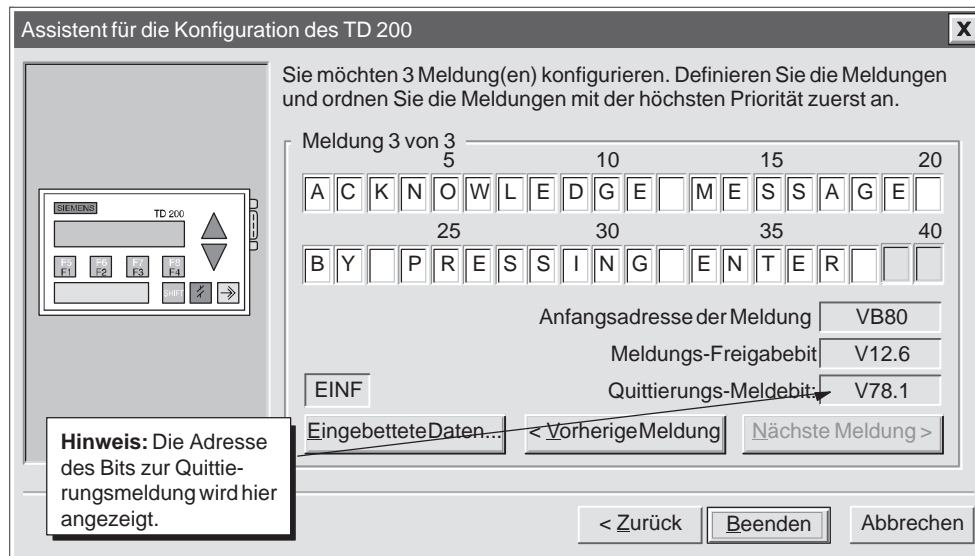 Assistent für die Konfiguration des TD 200
X
Sie möchten 3 Meldung(en) konfigurieren. Definieren Sie die Meldungen
und ordnen Sie die Meldungen mit der höchsten Priorität zuerst an.
Meldung 3 von 3
5 10 15 20
ACKNOWLEDGE MESSAGE
25 30 35 40
BY PRESSING ENTER
SIEMENS
TD 200
F5 F6 F7 F8
F1 F2 F3 F4
SHIFT
Anfangsadresse der Meldung VB80
Meldungs-Freigabebit V12.6
EINF Quittierungs-Meldebit: V78.1
Eingebettete Daten... < Vorherige Meldung Nächste Meldung >
Hinweis: Die Adresse
des Bits zur Quittie-
rungsmeldung wird hier
angezeigt.
< Zurück Beenden Abbrechen